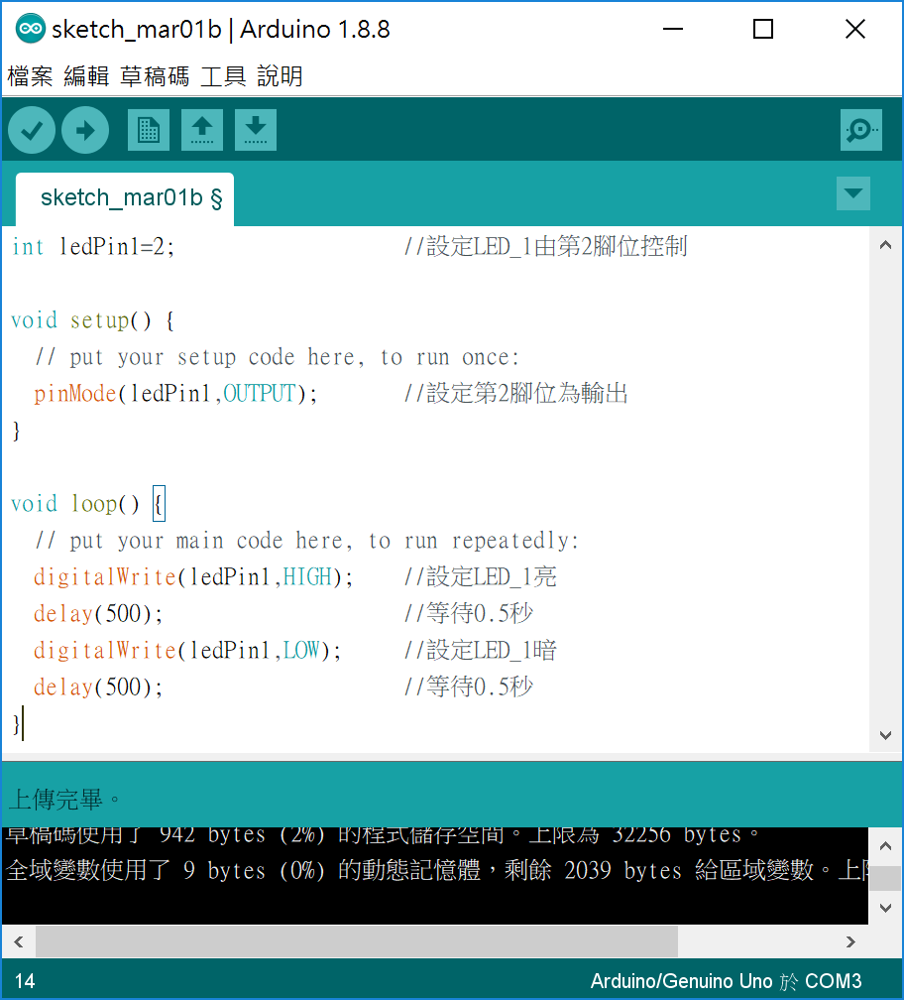 sketch_mar01b | Arduino 1.8.8
檔案 編輯 草稿碼 工具 說明
sketch_mar01b §
int ledPin1=2; //設定LED_1由第2腳位控制
void setup() {
// put your setup code here, to run once:
pinMode(ledPin1,OUTPUT); //設定第2腳位為輸出
}
void loop() {
// put your main code here, to run repeatedly:
digitalWrite(ledPin1,HIGH); //設定LED_1亮
delay(500); //等待0.5秒
digitalWrite(ledPin1,LOW); //設定LED_1暗
delay(500); //等待0.5秒
}
上傳完畢。
草稿碼使用了 942 bytes (2%) 的程式儲存空間。上限為 32256 bytes。
全域變數使用了 9 bytes (0%) 的動態記憶體，剩餘 2039 bytes 給區域變數。上限
14
Arduino/Genuino Uno 於 COM3